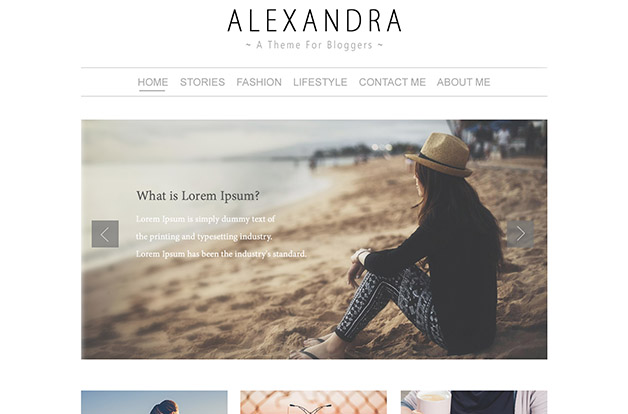 ALEXANDRA
~ A Theme For Bloggers ~
HOME STORIES FASHION LIFESTYLE CONTACT ME ABOUT ME
What is Lorem Ipsum?
Lorem Ipsum is simply dummy text of
the printing and typesetting industry.
Lorem Ipsum has been the industry's standard.